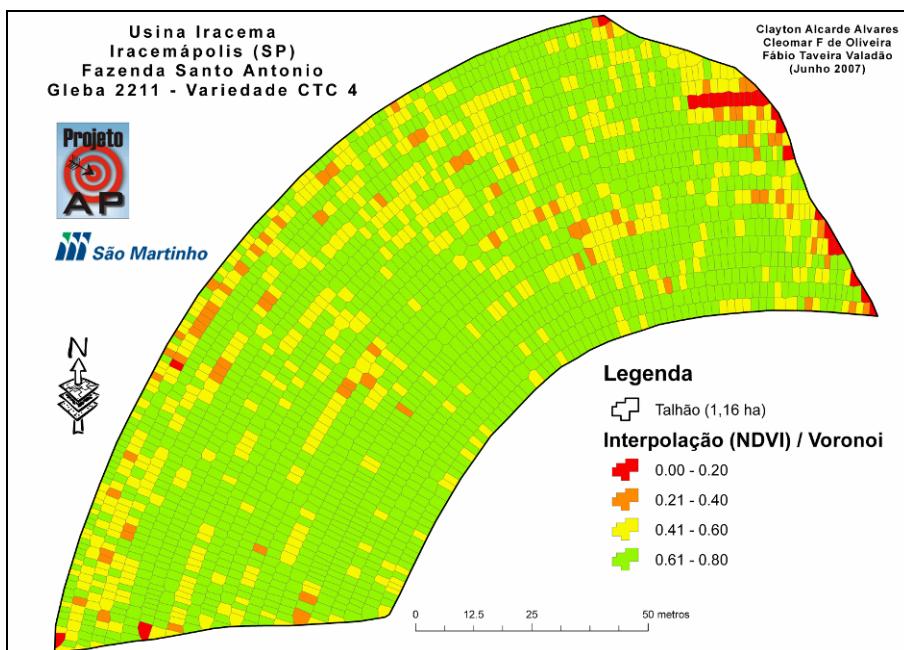 Usina Iracema
Iracemápolis (SP)
Fazenda Santo Antonio
Gleba 2211 - Variedade CTC 4
Clayton Alcarde Alvares
Cleomar F de Oliveira
Fábio Taveira Valadão
(Junho 2007)
Projeto
AP
São Martinho
N
Legenda
Talhão (1,16 ha)
Interpolação (NDVI) / Voronoi
0.00 - 0.20
0.21 - 0.40
0.41 - 0.60
0.61 - 0.80
0 12.5 25 50 metros